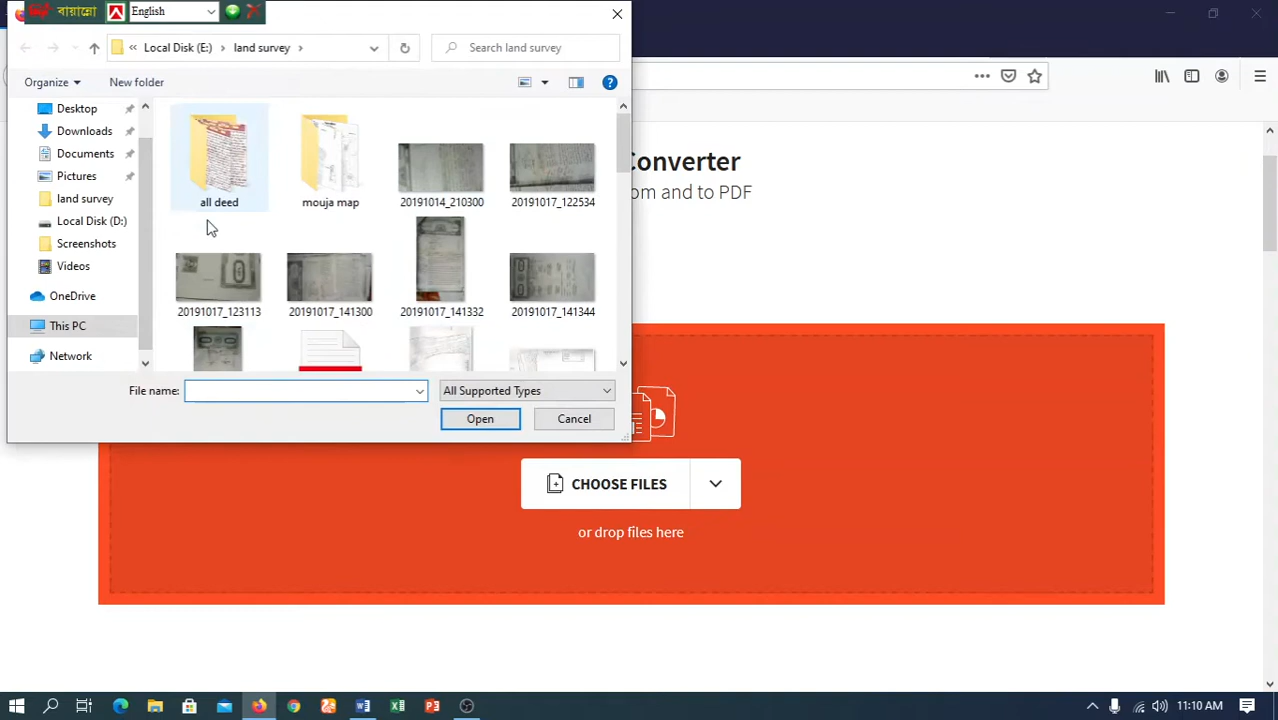 বায়ান্নো
English
« Local Disk (E:) › land survey ›
Search land survey
Organize
New folder
Desktop
Downloads
Documents
Pictures
land survey
Local Disk (D:)
Screenshots
Videos
OneDrive
This PC
Network
all deed
mouja map
20191014_210300
20191017_122534
20191017_123113
20191017_141300
20191017_141332
20191017_141344
File name:
All Supported Types
Open
Cancel
Converter
om and to PDF
CHOOSE FILES
or drop files here
11:10 AM